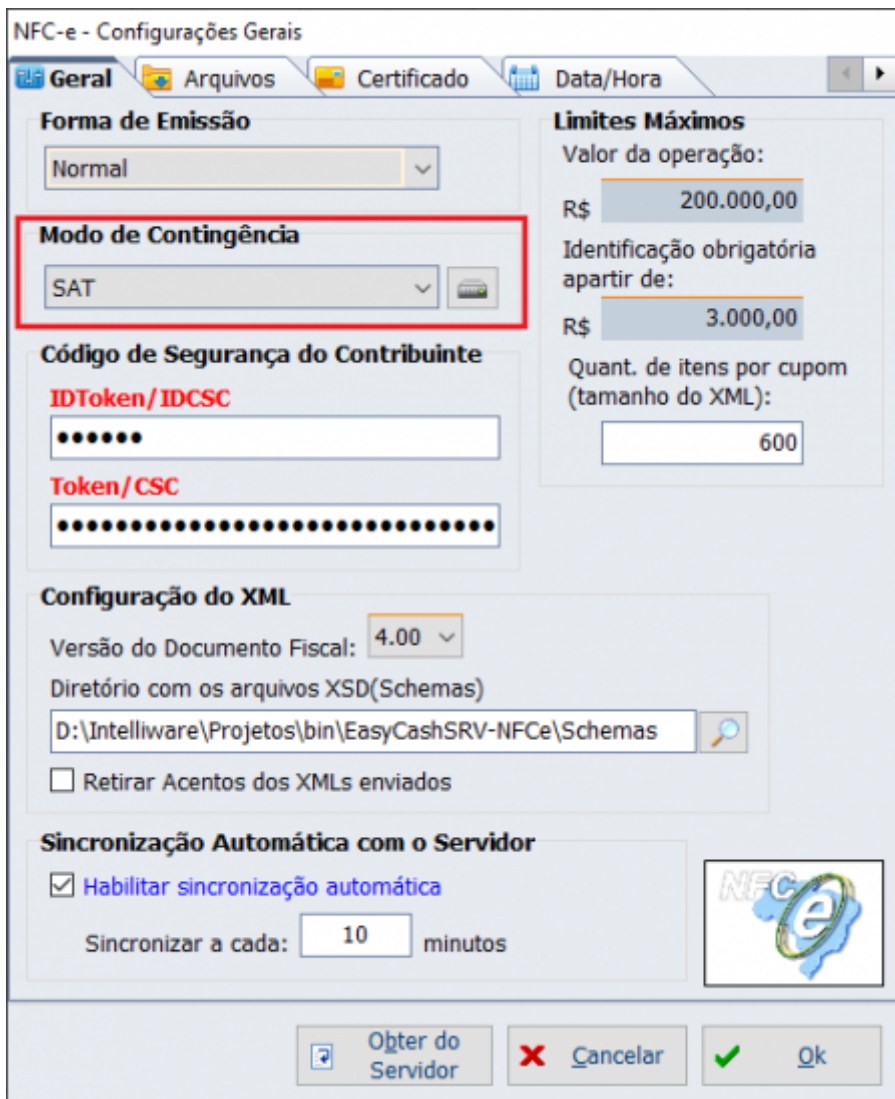 NFC-e - Configurações Gerais
Geral Arquivos Certificado Data/Hora
Forma de Emissão
Normal
Modo de Contingência
SAT
Código de Segurança do Contribuinte
IDToken/IDCSC
••••••
Token/CSC
••••••••••••••••••••••••••••••••
Limites Máximos
Valor da operação:
R$ 200.000,00
Identificação obrigatória
apartir de:
R$ 3.000,00
Quant. de itens por cupom
(tamanho do XML):
600
Configuração do XML
Versão do Documento Fiscal: 4.00
Diretório com os arquivos XSD(Schemas)
D:\Intelliware\Projetos\bin\EasyCashSRV-NFCe\Schemas
Retirar Acentos dos XMLs enviados
Sincronização Automática com o Servidor
Habilitar sincronização automática
Sincronizar a cada: 10 minutos
NFC e
Obter do
Servidor
Cancelar
Ok